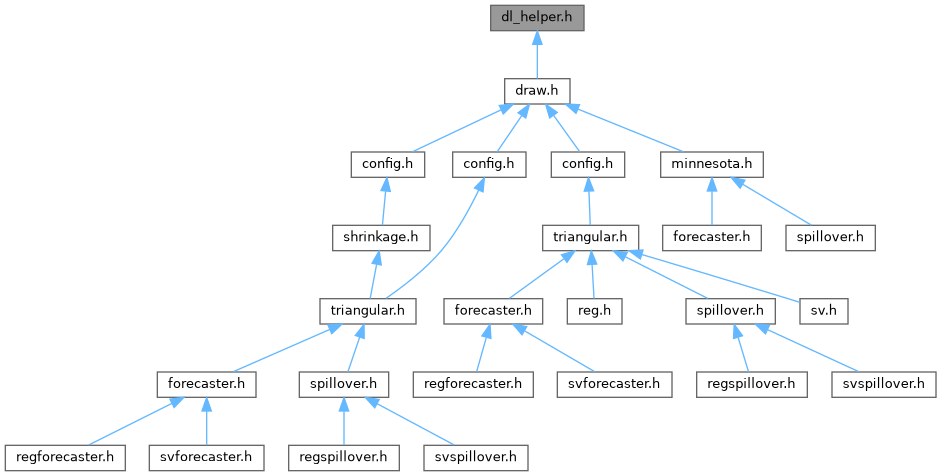 dl_helper.h
draw.h
config.h
config.h
config.h
minnesota.h
shrinkage.h
triangular.h
forecaster.h
spillover.h
triangular.h
forecaster.h
reg.h
spillover.h
sv.h
forecaster.h
spillover.h
regforecaster.h
svforecaster.h
regspillover.h
svspillover.h
regforecaster.h
svforecaster.h
regspillover.h
svspillover.h